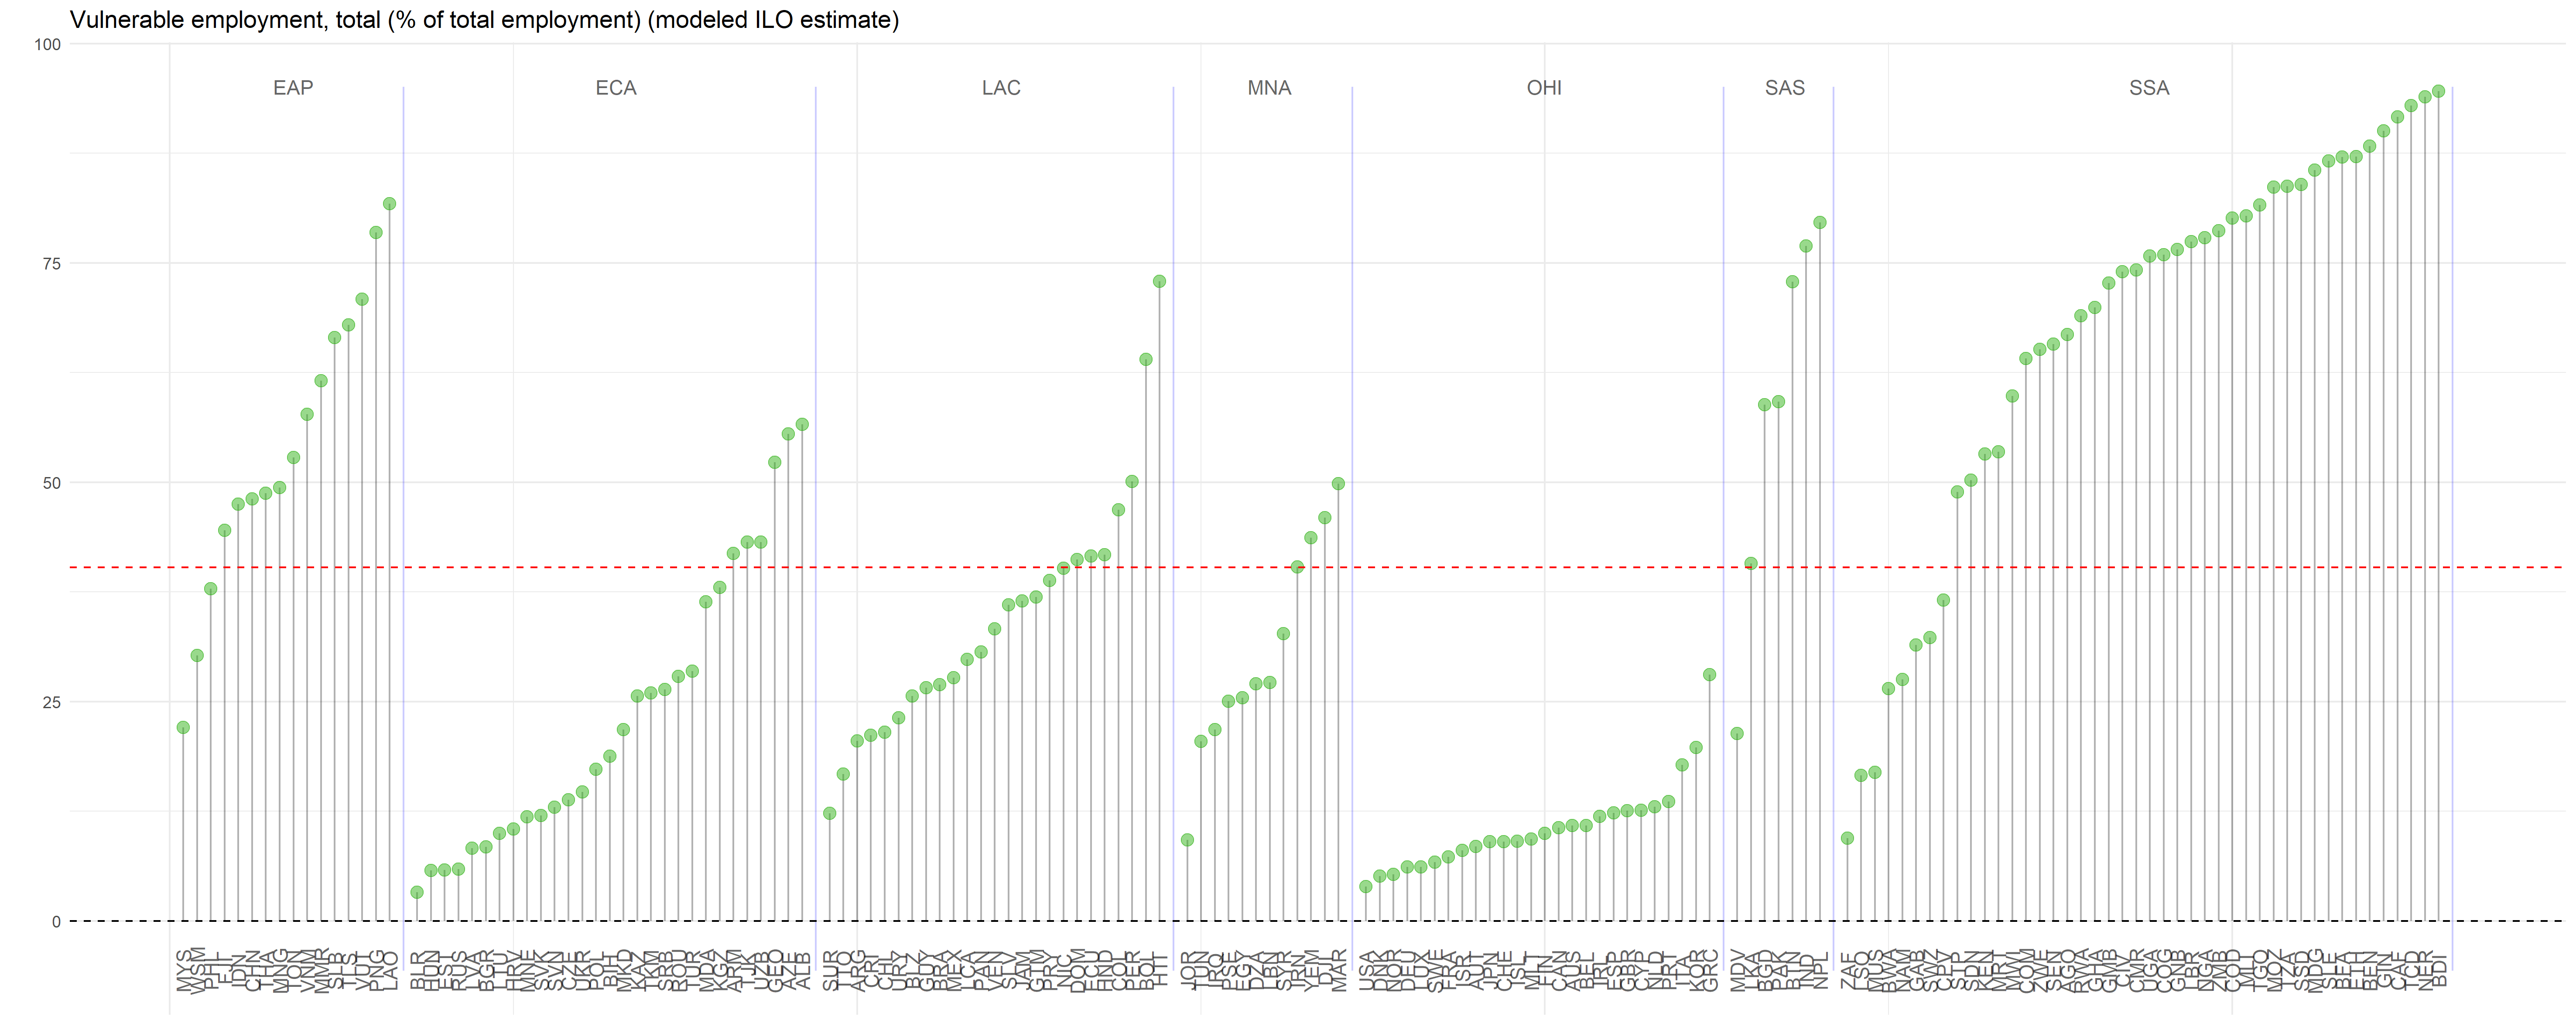 Vulnerable employment, total (% of total employment) (modeled ILO estimate)
100
75
50
25
0
EAP
ECA
LAC
MNA
OHI
SAS
SSA
MYS
WSM
PHL
FJI
IDN
CHN
THA
MNG
TON
VNM
MMR
SLB
TLS
VUT
PNG
LAO
BLR
HUN
EST
RUS
LVA
BGR
LTU
HRV
MNE
SVK
SVN
CZE
UKR
POL
BIH
MKD
KAZ
TKM
SRB
ROU
TUR
MDA
KGZ
ARM
TJK
UZB
GEO
AZE
ALB
SUR
TTO
ARG
CRI
CHL
URY
BLZ
GUY
BRA
MEX
LCA
PAN
VEN
SLV
JAM
GTM
PRY
NIC
DOM
ECU
HND
COL
PER
BOL
HTI
JOR
TUN
IRQ
PSE
EGY
DZA
LBN
SYR
IRN
YEM
DJI
MAR
USA
DNK
NOR
DEU
LUX
SWE
FRA
ISR
AUT
JPN
CHE
ISL
MLT
FIN
CAN
AUS
BEL
IRL
ESP
GBR
CYP
NLD
PRT
ITA
KOR
GRC
MDV
LKA
BGD
PAK
BTN
IND
NPL
ZAF
LSO
MUS
BWA
NAM
GAB
SWZ
CPV
STP
SDN
KEN
MRT
MWI
COM
ZWE
SEN
AGO
RWA
GHA
GMB
CIV
CMR
UGA
COG
GNB
LBR
NGA
ZMB
COD
MLI
TGO
MOZ
TZA
SSD
MDG
SLE
BFA
ETH
BEN
GIN
CAF
TCD
NER
BDI